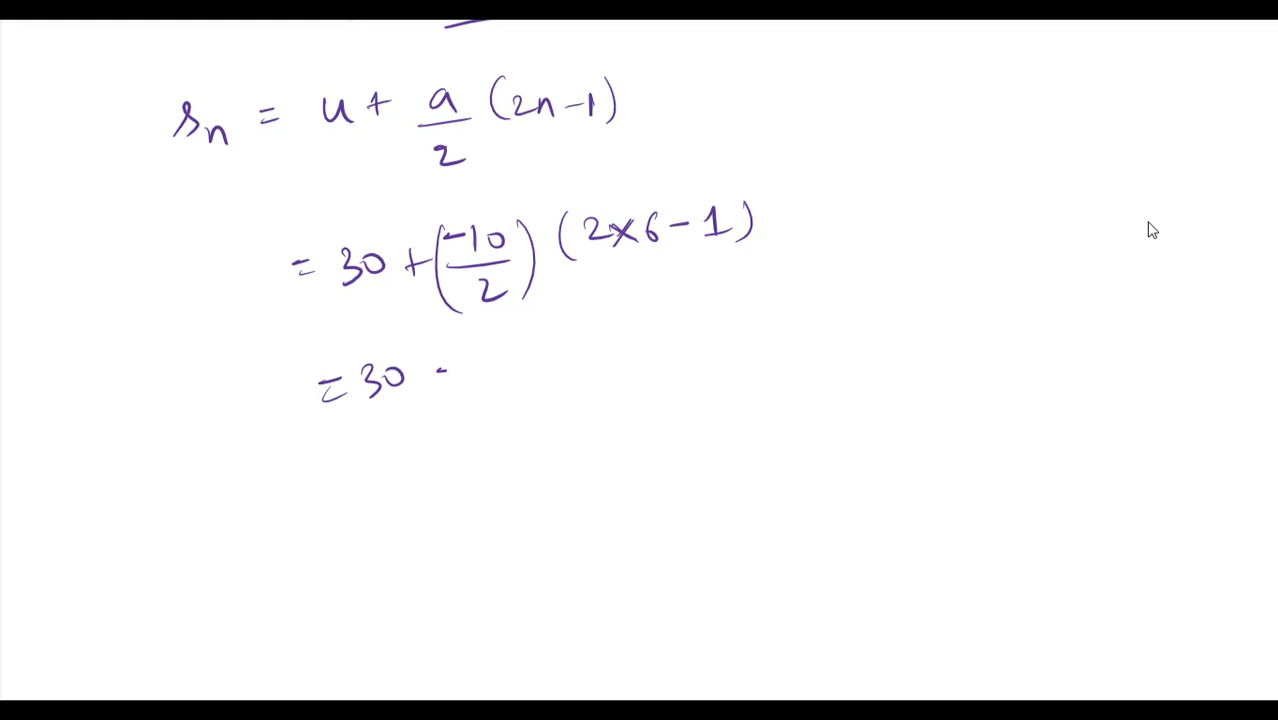 Sn = u + a/2 (2n-1)
= 30 + (-10/2) (2×6-1)
= 30 -